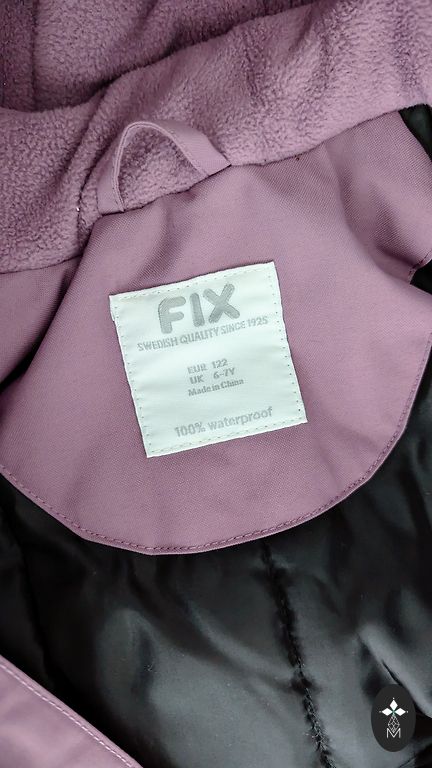 FIX
SWEDISH QUALITY SINCE 1925
EUR 122
UK 6-7Y
Made in China
100% waterproof
M